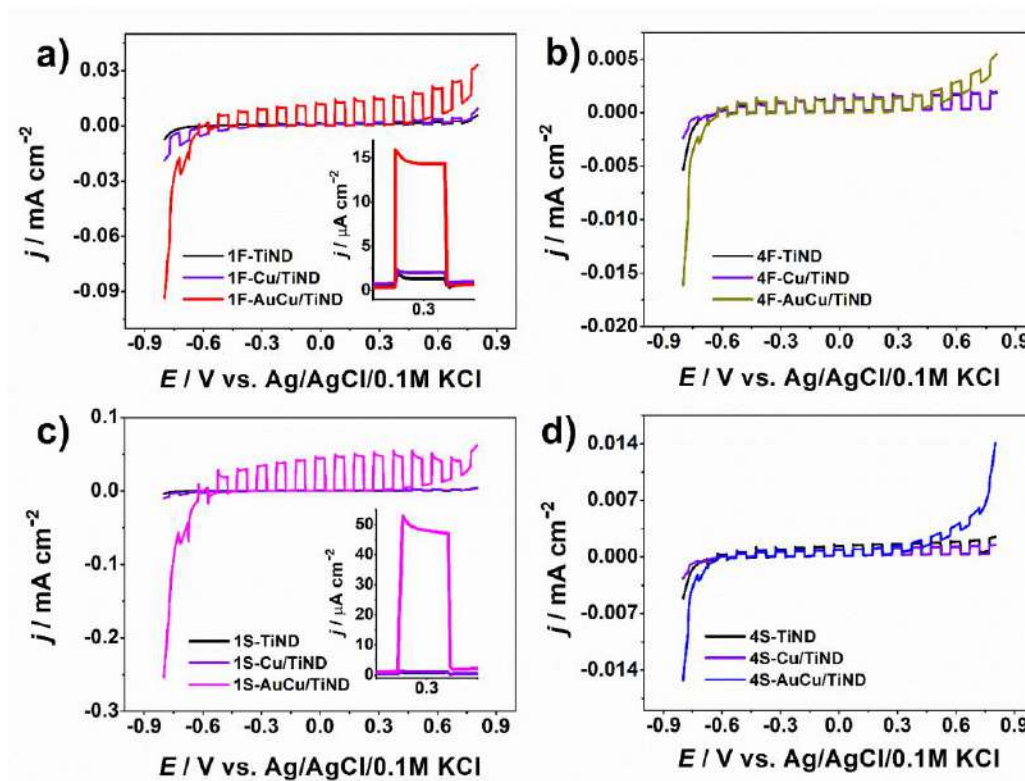 a)
0.03
0.00
-0.03
-0.06
-0.09
j / mA cm⁻²
1F-TiND
1F-Cu/TiND
1F-AuCu/TiND
15
10
5
0
j / μA cm⁻²
0.3
-0.9 -0.6 -0.3 0.0 0.3 0.6 0.9
E / V vs. Ag/AgCl/0.1M KCl
b)
0.005
0.000
-0.005
-0.010
-0.015
-0.020
j / mA cm⁻²
4F-TiND
4F-Cu/TiND
4F-AuCu/TiND
-0.9 -0.6 -0.3 0.0 0.3 0.6 0.9
E / V vs. Ag/AgCl/0.1M KCl
c)
0.1
0.0
-0.1
-0.2
-0.3
j / mA cm⁻²
1S-TiND
1S-Cu/TiND
1S-AuCu/TiND
50
40
30
20
10
0
j / μA cm⁻²
0.3
-0.9 -0.6 -0.3 0.0 0.3 0.6 0.9
E / V vs. Ag/AgCl/0.1M KCl
d)
0.014
0.007
0.000
-0.007
-0.014
j / mA cm⁻²
4S-TiND
4S-Cu/TiND
4S-AuCu/TiND
-0.9 -0.6 -0.3 0.0 0.3 0.6 0.9
E / V vs. Ag/AgCl/0.1M KCl